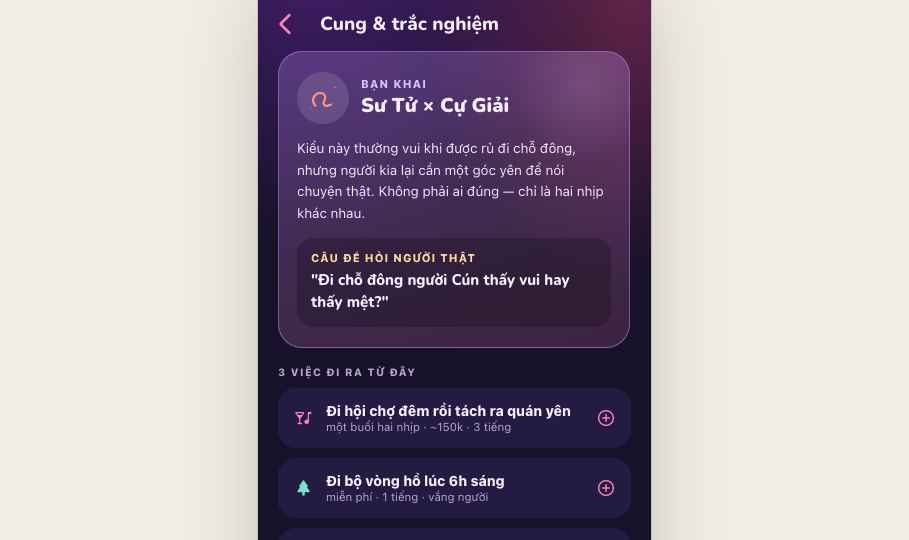 Cung & trắc nghiệm
BẠN KHAI
Sư Tử × Cự Giải
Kiểu này thường vui khi được rủ đi chỗ đông,
nhưng người kia lại cần một góc yên để nói
chuyện thật. Không phải ai đúng — chỉ là hai nhịp
khác nhau.
CÂU ĐỂ HỎI NGƯỜI THẬT
"Đi chỗ đông người Cún thấy vui hay
thấy mệt?"
3 VIỆC ĐI RA TỪ ĐÂY
Đi hội chợ đêm rồi tách ra quán yên
một buổi hai nhịp · ~150k · 3 tiếng
Đi bộ vòng hồ lúc 6h sáng
miễn phí · 1 tiếng · vắng người